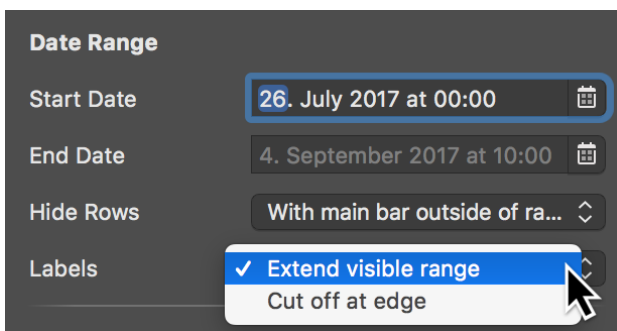 Date Range
Start Date 26. July 2017 at 00:00
End Date 4. September 2017 at 10:00
Hide Rows With main bar outside of ra...
Labels ✓ Extend visible range
Cut off at edge